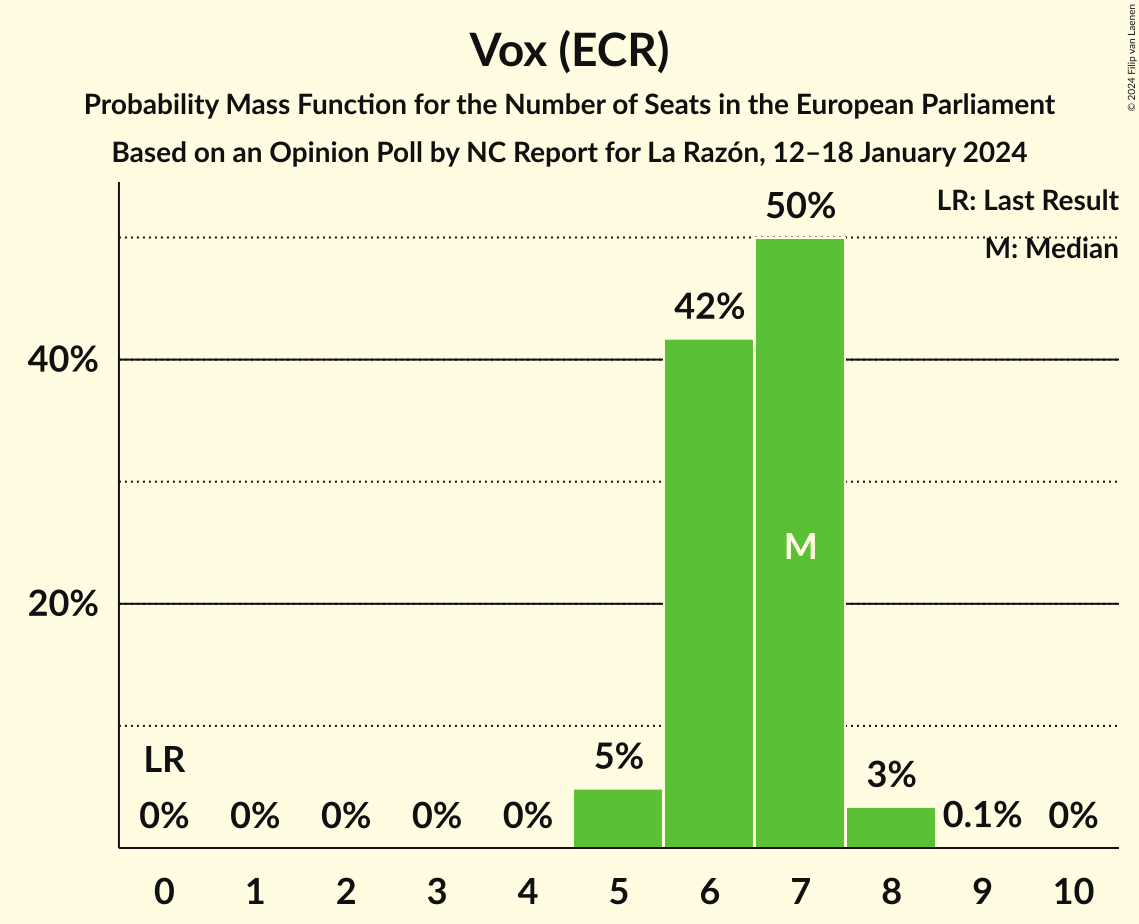 Vox (ECR)
Probability Mass Function for the Number of Seats in the European Parliament
Based on an Opinion Poll by NC Report for La Razón, 12–18 January 2024
© 2024 Filip van Laenen
LR: Last Result
M: Median
50%
42%
40%
M
20%
LR
5%
3%
0% 0% 0% 0% 0% 0.1% 0%
0 1 2 3 4 5 6 7 8 9 10